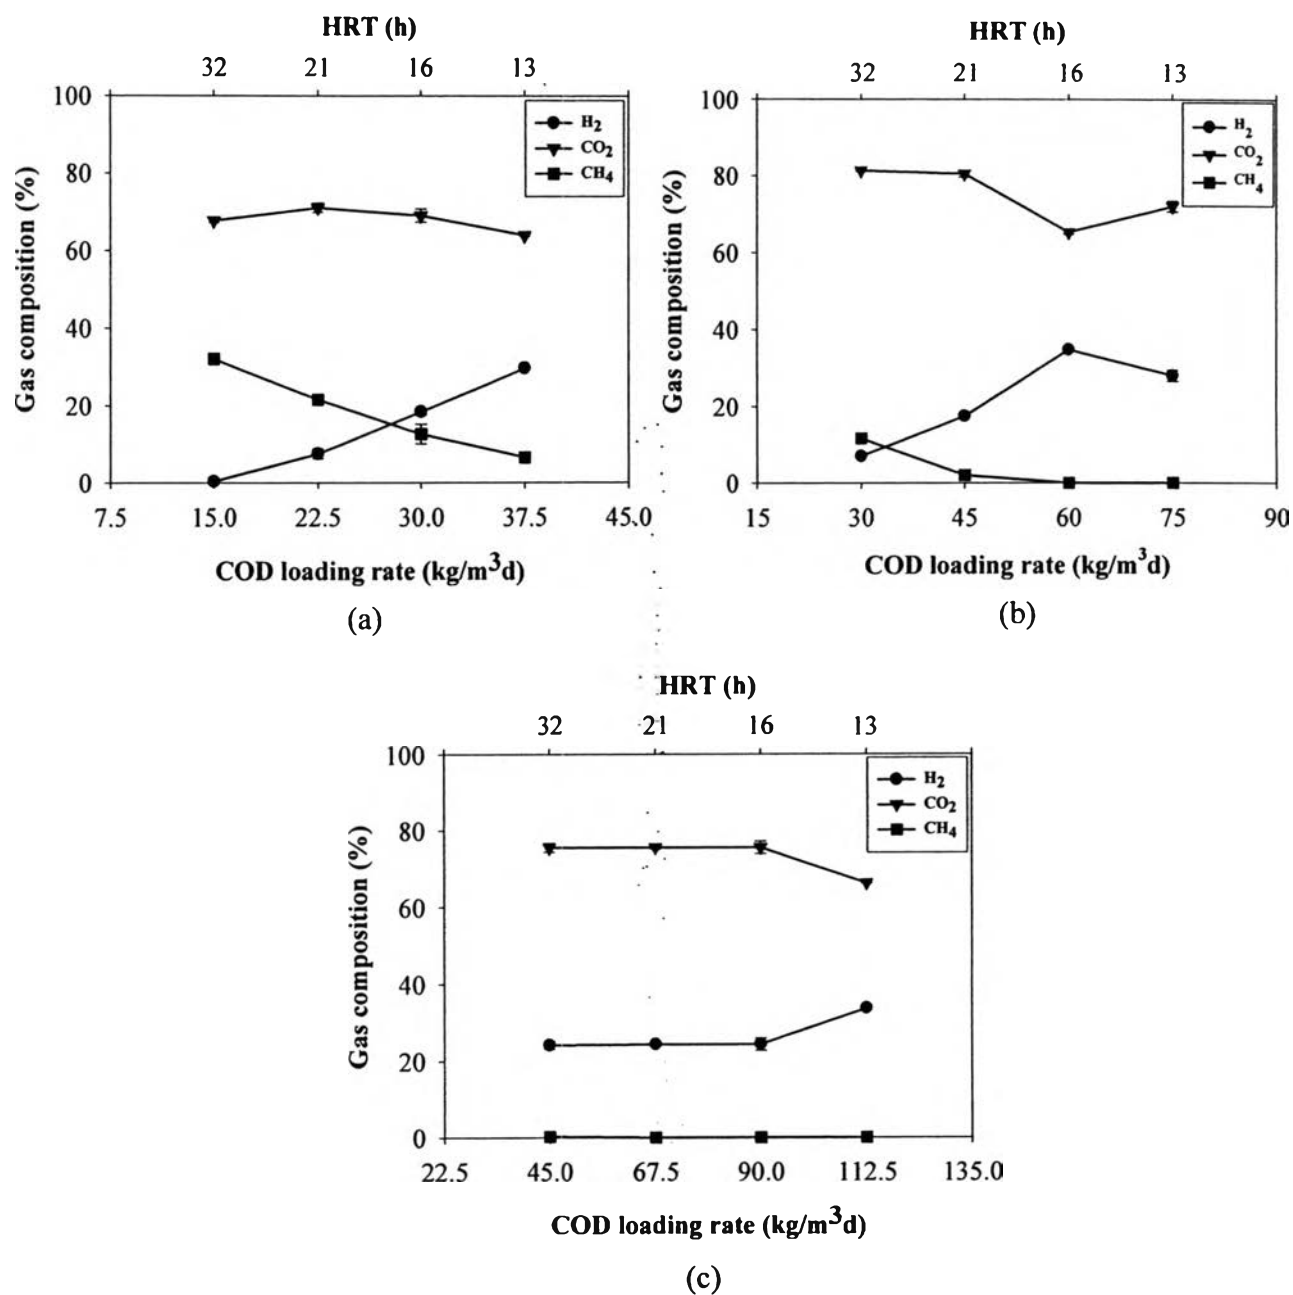 HRT (h)
32 21 16 13
100
80
60
40
20
0
Gas composition (%)
H2
CO2
CH4
7.5 15.0 22.5 30.0 37.5 45.0
COD loading rate (kg/m3d)
(a)
HRT (h)
32 21 16 13
100
80
60
40
20
0
Gas composition (%)
H2
CO2
CH4
15 30 45 60 75 90
COD loading rate (kg/m3d)
(b)
HRT (h)
32 21 16 13
100
80
60
40
20
0
Gas composition (%)
H2
CO2
CH4
22.5 45.0 67.5 90.0 112.5 135.0
COD loading rate (kg/m3d)
(c)